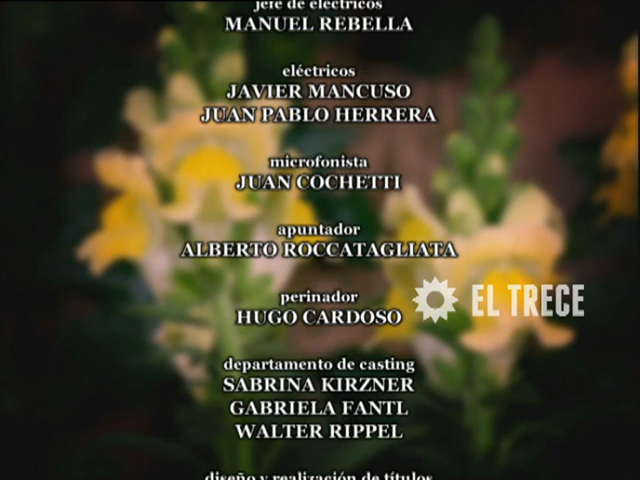 jefe de eléctricos
MANUEL REBELLA
eléctricos
JAVIER MANCUSO
JUAN PABLO HERRERA
microfonista
JUAN COCHETTI
apuntador
ALBERTO ROCCATAGLIATA
perinador
HUGO CARDOSO
EL TRECE
departamento de casting
SABRINA KIRZNER
GABRIELA FANTL
WALTER RIPPEL
diseño y realización de títulos